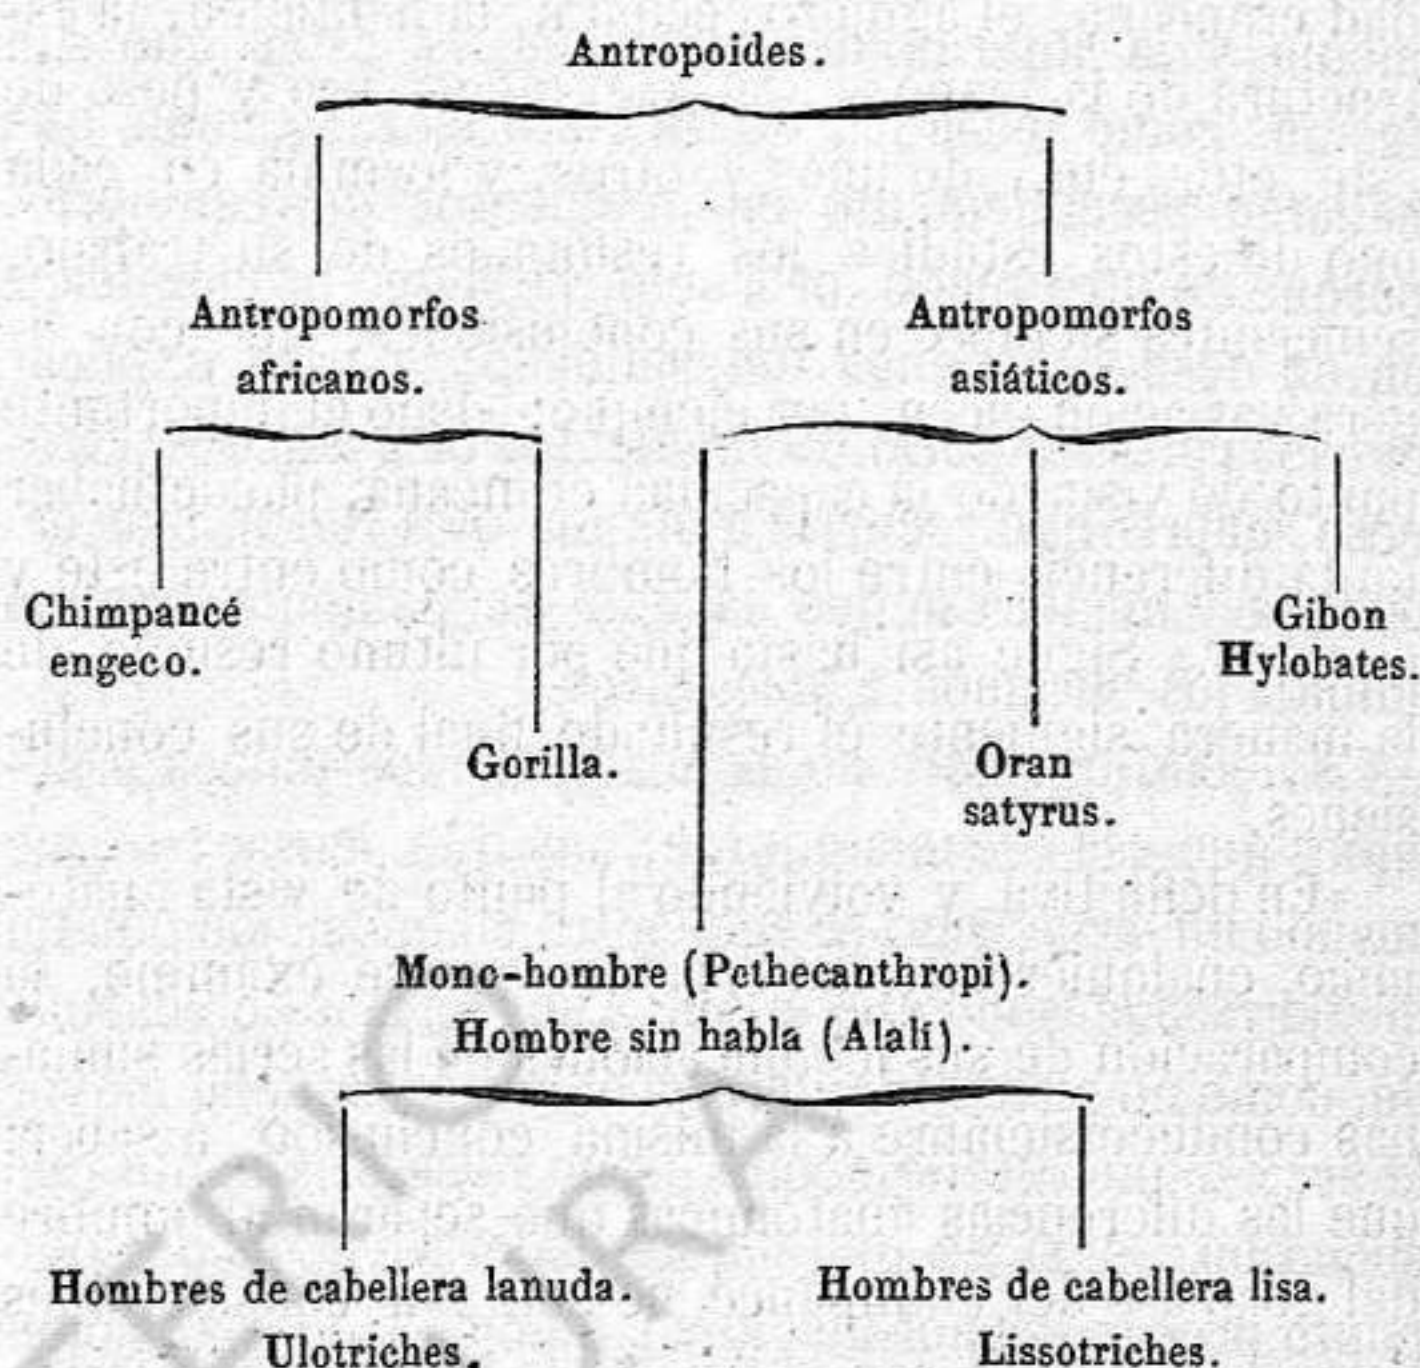 Antropoides.
Antropomorfos
africanos.
Antropomorfos
asiáticos.
Chimpancé
engeco.
Gorilla.
Oran
satyrus.
Gibon
Hylobates.
Mono-hombre (Pethecanthropi).
Hombre sin habla (Alalí).
Hombres de cabellera lanuda.
Ulotriches.
Hombres de cabellera lisa.
Lissotriches.